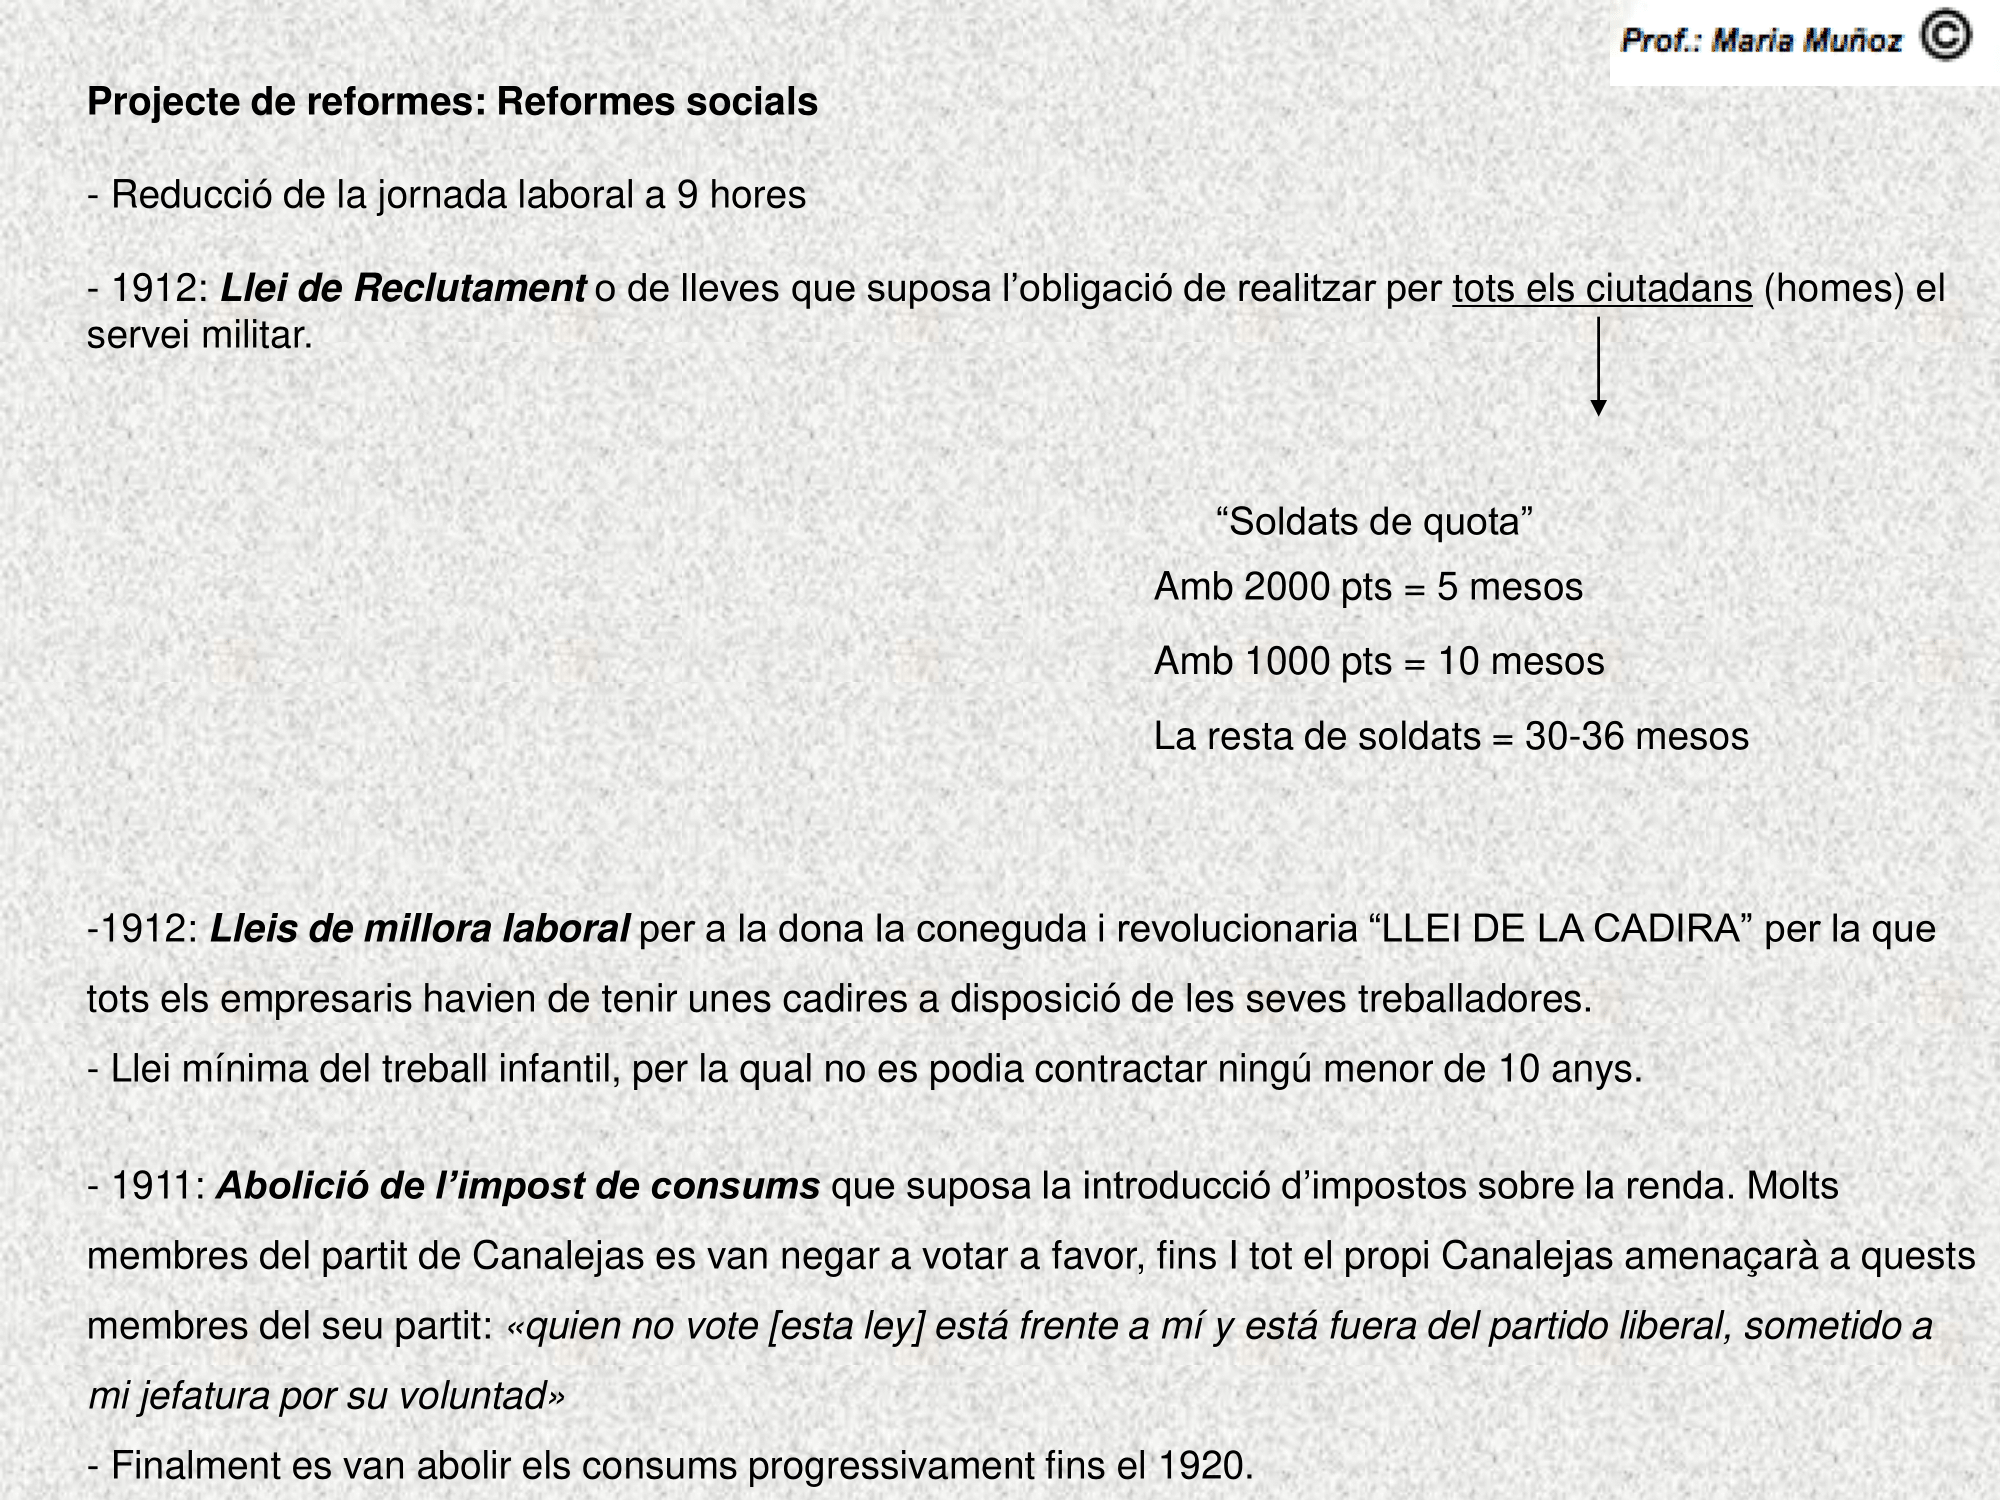 Prof.: Maria Muñoz ©
Projecte de reformes: Reformes socials
- Reducció de la jornada laboral a 9 hores
- 1912: Llei de Reclutament o de lleves que suposa l’obligació de realitzar per tots els ciutadans (homes) el
servei militar.
“Soldats de quota”
Amb 2000 pts = 5 mesos
Amb 1000 pts = 10 mesos
La resta de soldats = 30-36 mesos
-1912: Lleis de millora laboral per a la dona la coneguda i revolucionaria “LLEI DE LA CADIRA” per la que
tots els empresaris havien de tenir unes cadires a disposició de les seves treballadores.
- Llei mínima del treball infantil, per la qual no es podia contractar ningú menor de 10 anys.
- 1911: Abolició de l’impost de consums que suposa la introducció d’impostos sobre la renda. Molts
membres del partit de Canalejas es van negar a votar a favor, fins I tot el propi Canalejas amenaçarà a quests
membres del seu partit: «quien no vote [esta ley] está frente a mí y está fuera del partido liberal, sometido a
mi jefatura por su voluntad»
- Finalment es van abolir els consums progressivament fins el 1920.